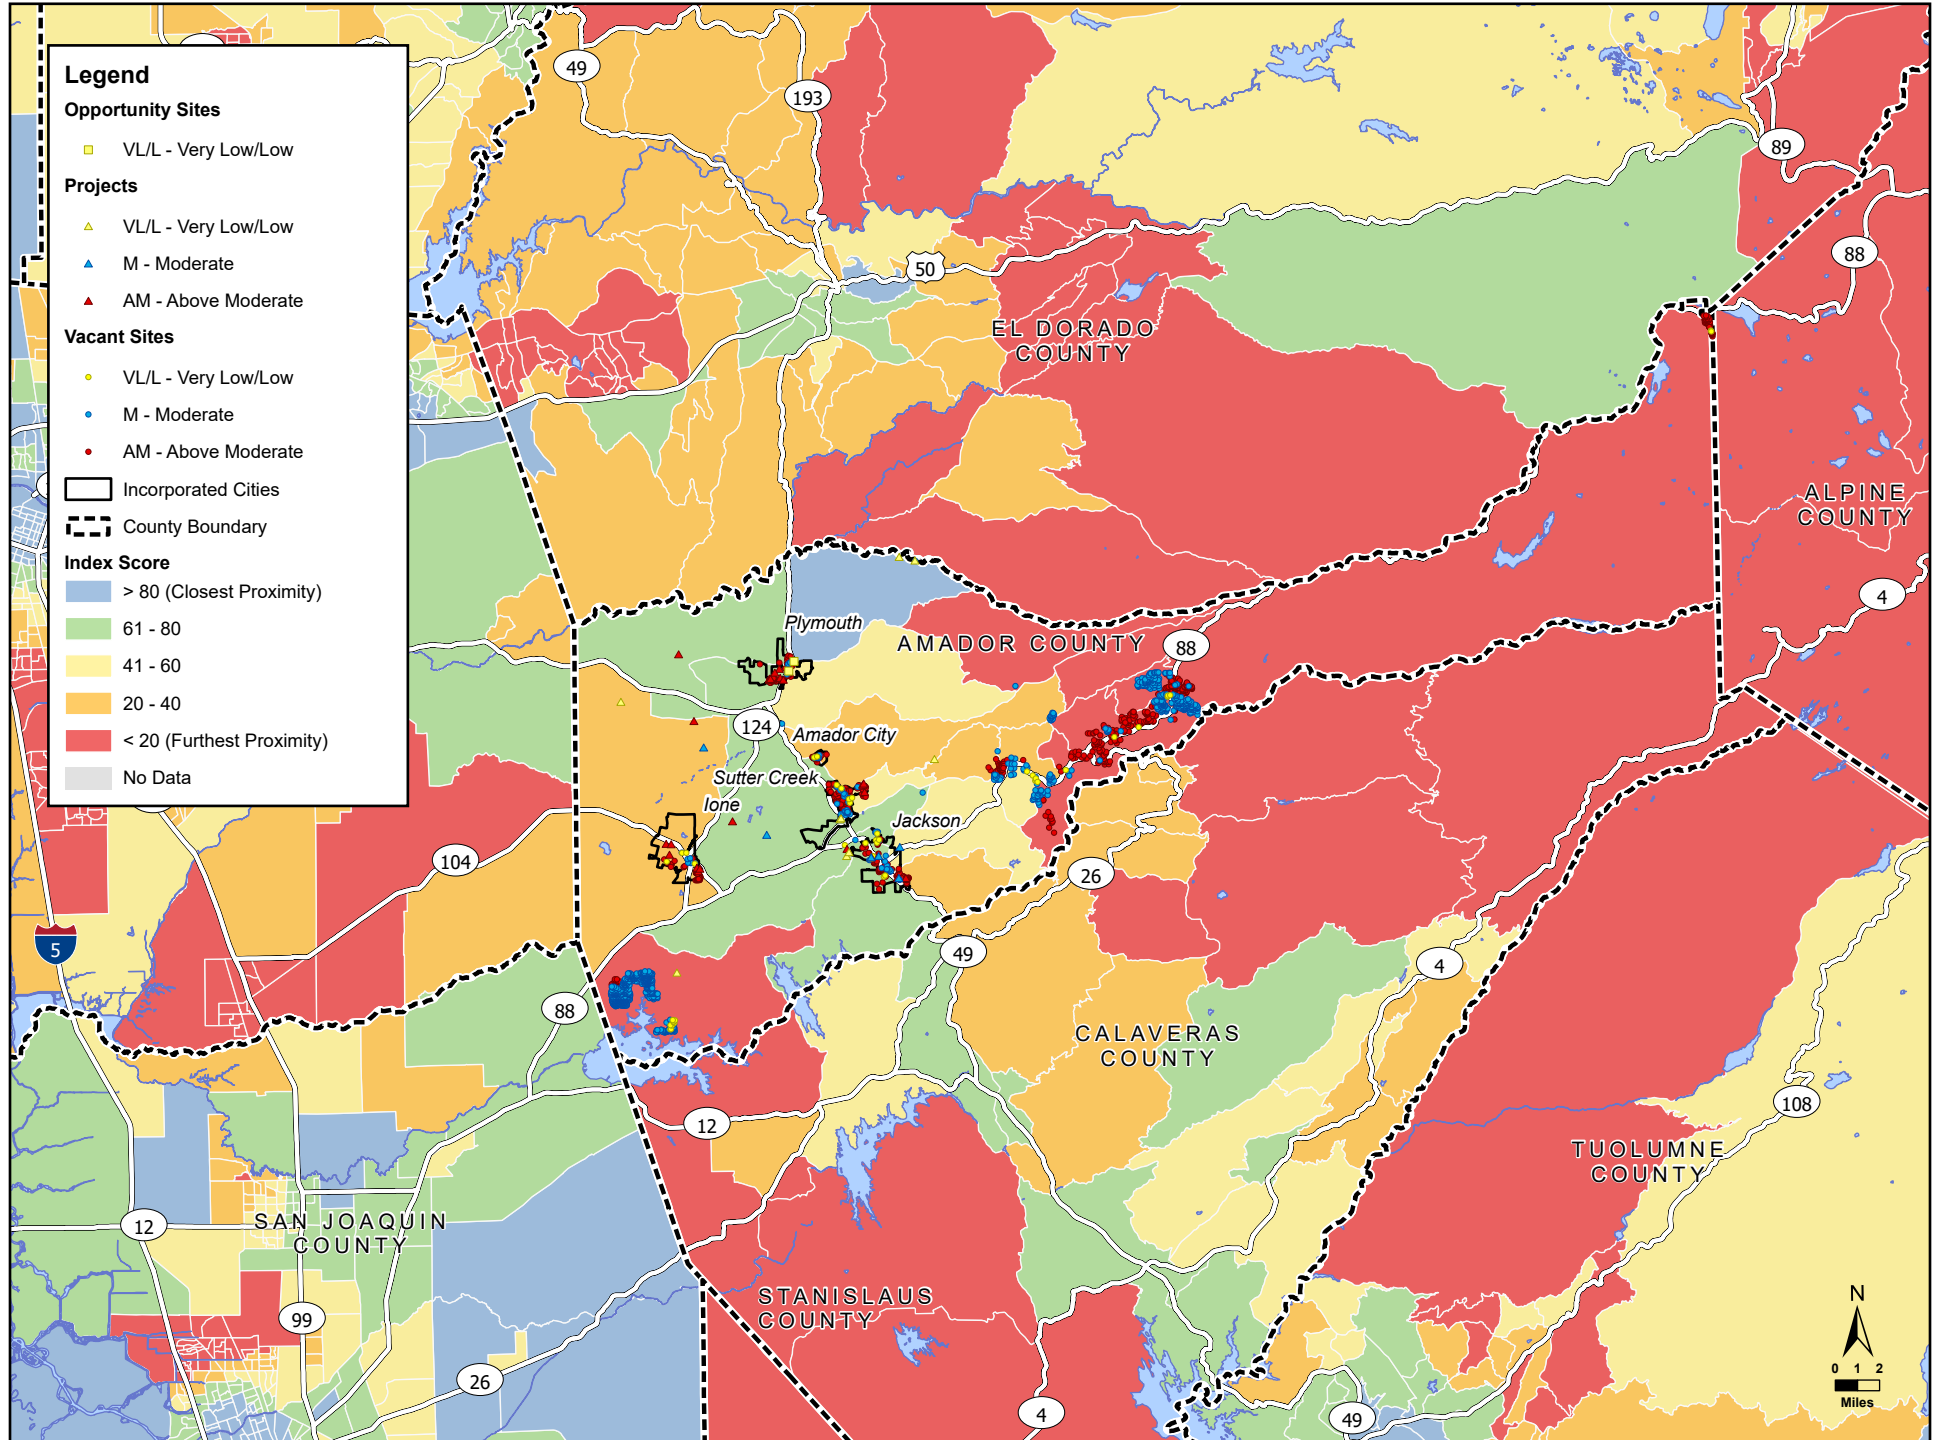 Legend
Opportunity Sites
VL/L - Very Low/Low
Projects
VL/L - Very Low/Low
M - Moderate
AM - Above Moderate
Vacant Sites
VL/L - Very Low/Low
M - Moderate
AM - Above Moderate
Incorporated Cities
County Boundary
Index Score
> 80 (Closest Proximity)
61 - 80
41 - 60
20 - 40
< 20 (Furthest Proximity)
No Data
49
193
89
88
50
EL DORADO
COUNTY
ALPINE
COUNTY
4
Plymouth
AMADOR COUNTY
88
124
Amador City
Sutter Creek
Ione
Jackson
104
26
5
49
4
88
CALAVERAS
COUNTY
12
108
TUOLUMNE
COUNTY
12
SAN JOAQUIN
COUNTY
STANISLAUS
COUNTY
99
26
4
49
N
0 1 2
Miles